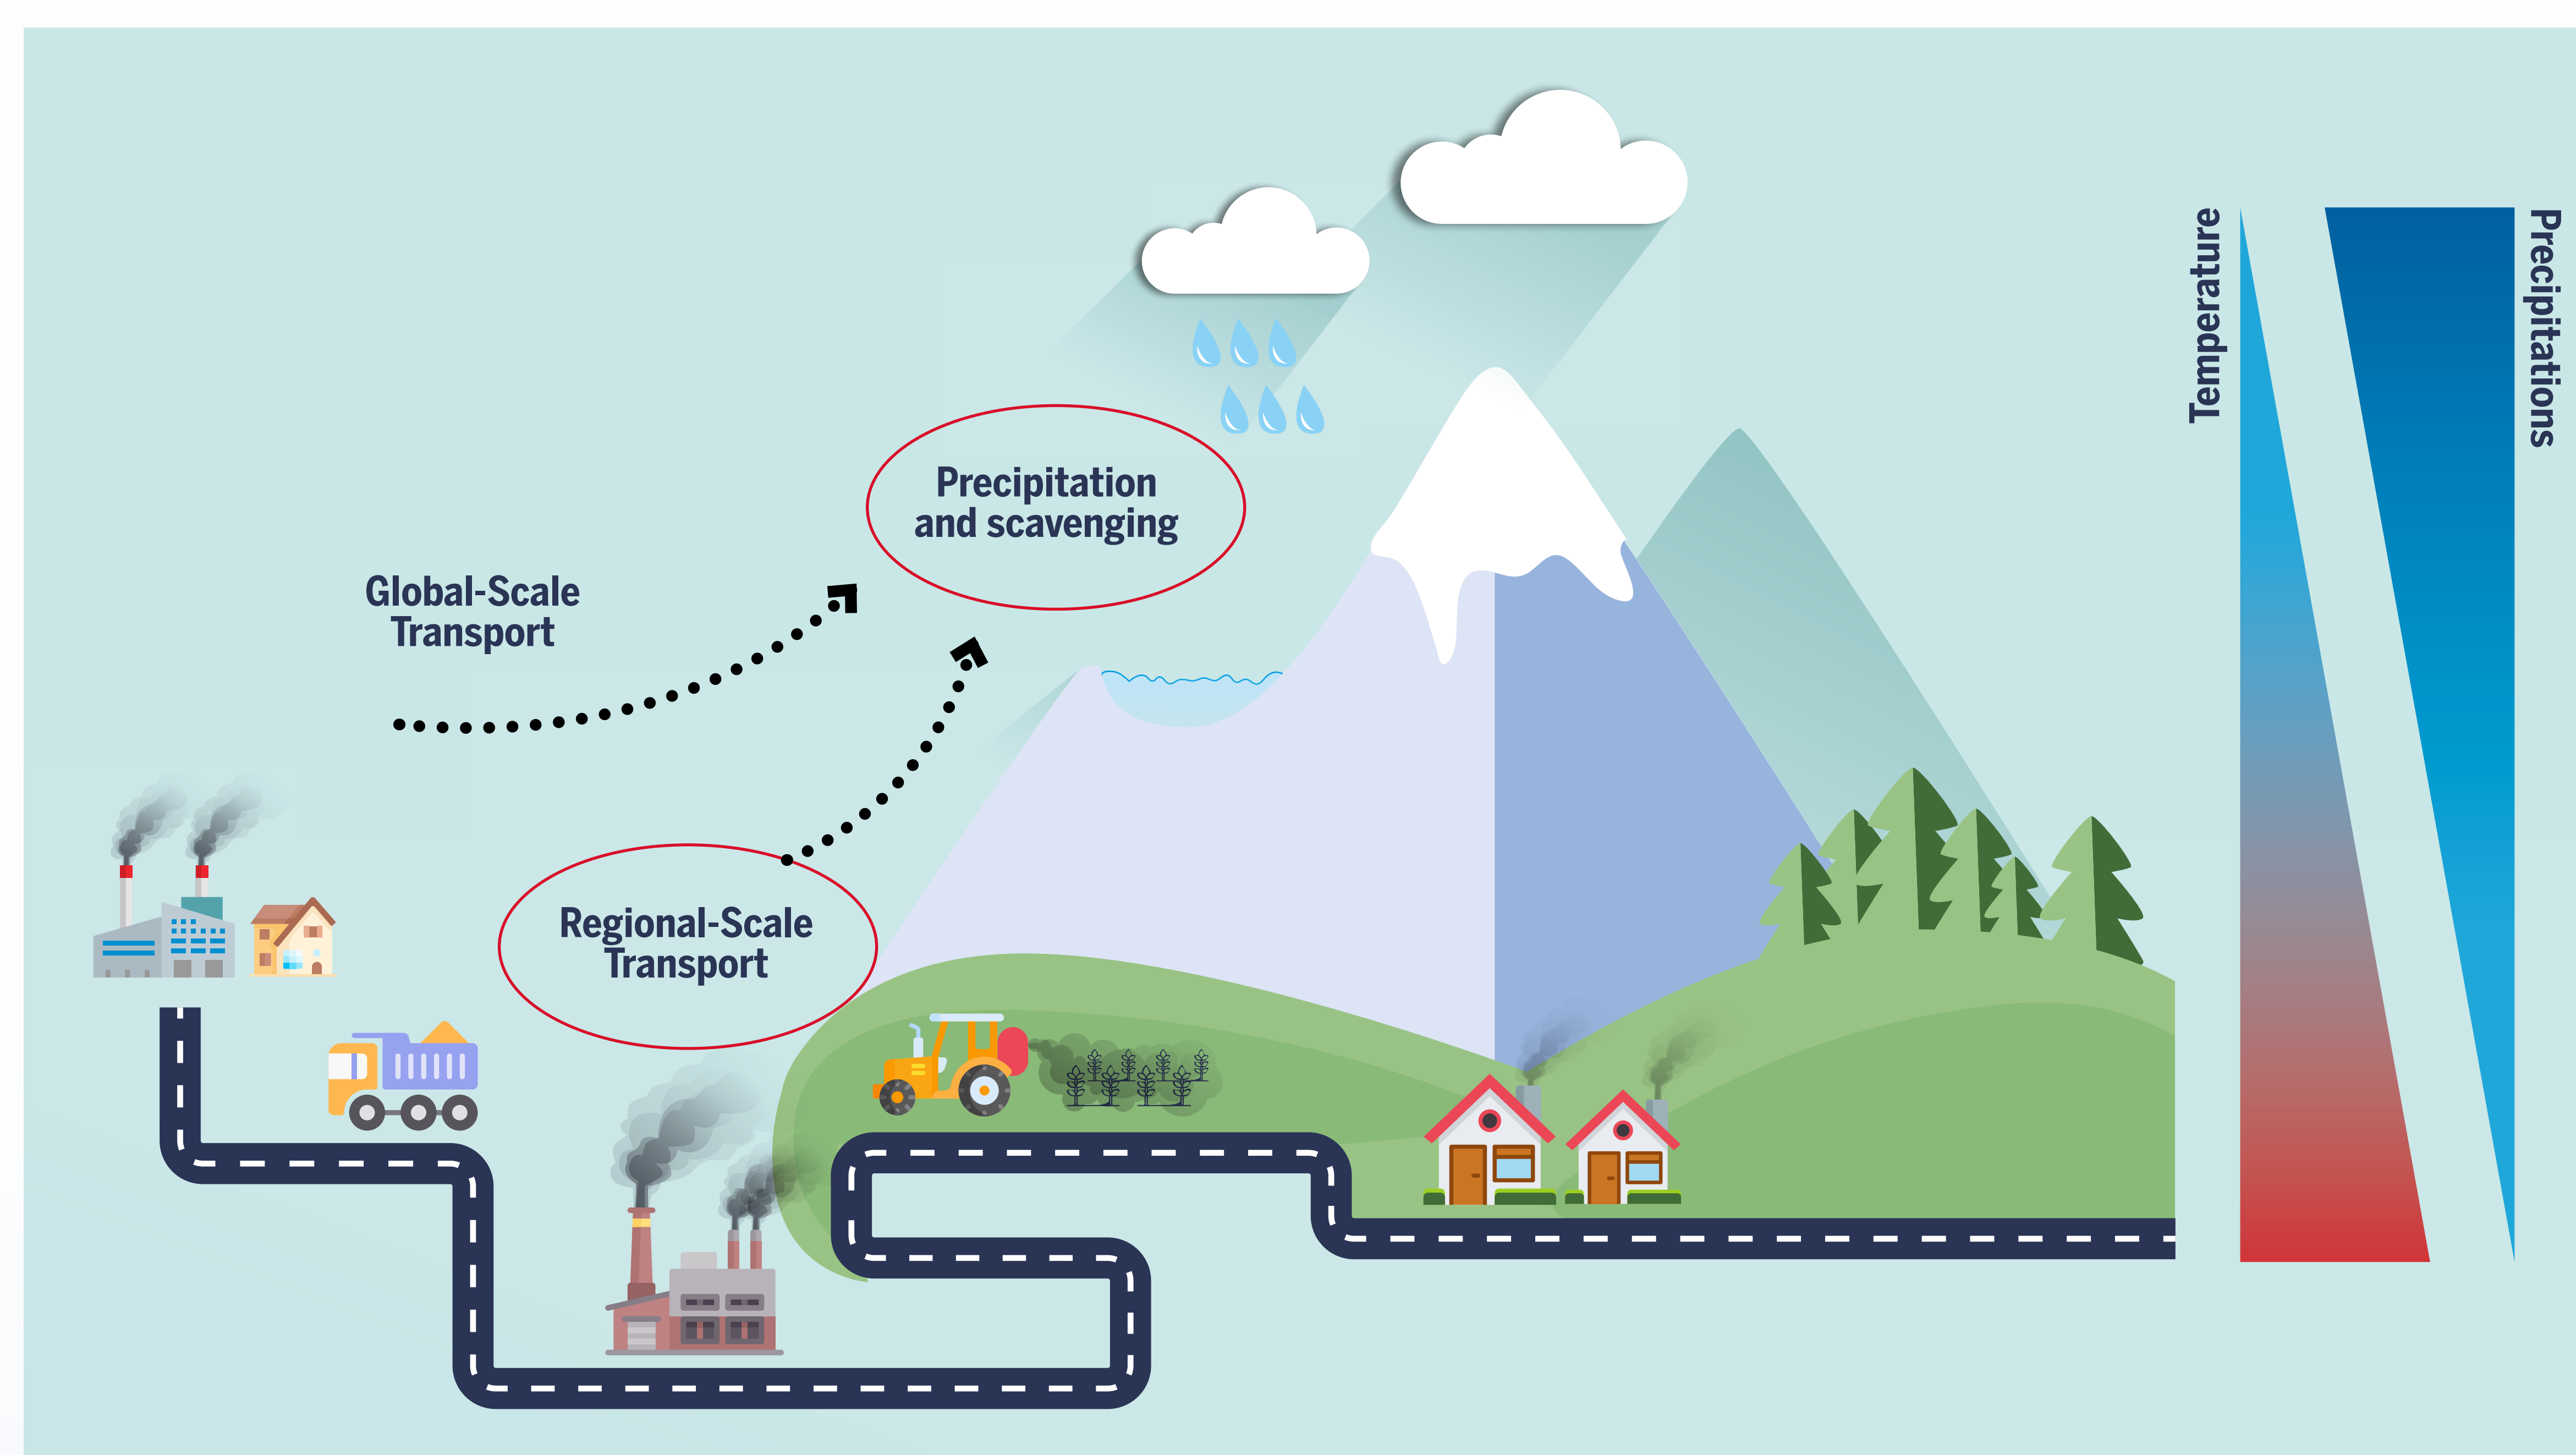 Precipitation
and scavenging
Global-Scale
Transport
Regional-Scale
Transport
Temperature
Precipitations